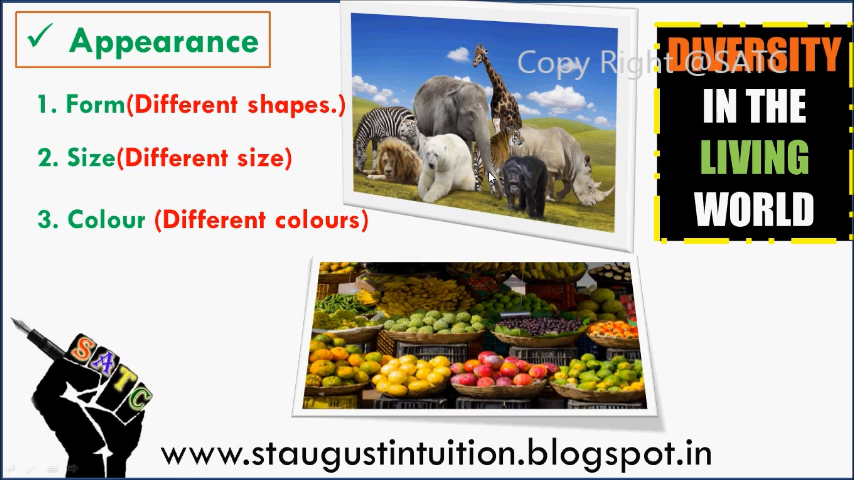 ✓ Appearance
1. Form(Different shapes.)
2. Size(Different size)
3. Colour (Different colours)
Copy Right @SATC
DIVERSITY
IN THE
LIVING
WORLD
SATC
www.staugustintuition.blogspot.in